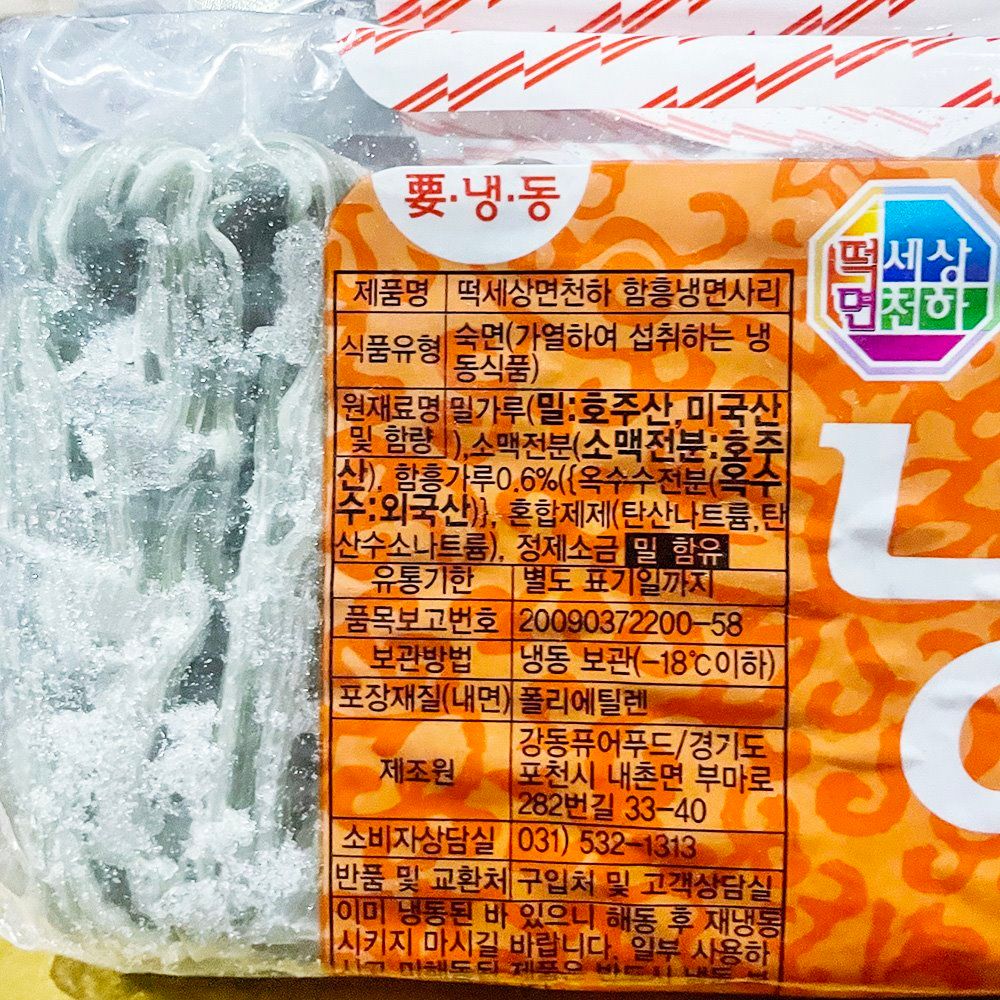 要·냉·동
떡세상
면천하
제품명 떡세상면천하 함흥냉면사리
식품유형 숙면(가열하여 섭취하는 냉
동식품)
원재료명 밀가루(밀:호주산,미국산
및 함량 ),소맥전분(소맥전분:호주
산), 함흥가루0.6%({옥수수전분(옥수
수:외국산)}, 혼합제제(탄산나트륨,탄
산수소나트륨), 정제소금 밀 함유
유통기한 별도 표기일까지
품목보고번호 20090372200-58
보관방법 냉동 보관(-18℃이하)
포장재질(내면) 폴리에틸렌
제조원 강동퓨어푸드/경기도
포천시 내촌면 부마로
282번길 33-40
소비자상담실 031) 532-1313
반품 및 교환처 구입처 및 고객상담실
이미 냉동된 바 있으니 해동 후 재냉동
시키지 마시길 바랍니다. 일부 사용하